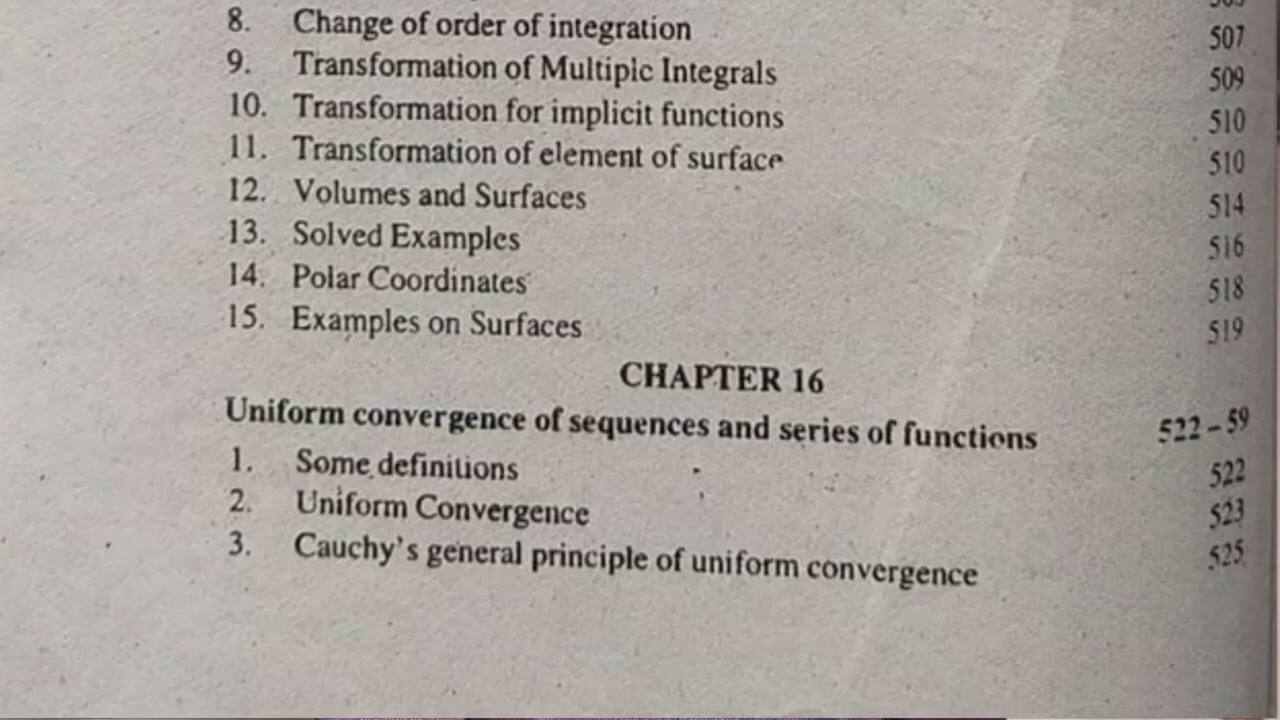 8. Change of order of integration 507
9. Transformation of Multiple Integrals 509
10. Transformation for implicit functions 510
11. Transformation of element of surface 510
12. Volumes and Surfaces 514
13. Solved Examples 516
14. Polar Coordinates 518
15. Examples on Surfaces 519
CHAPTER 16
Uniform convergence of sequences and series of functions 522 – 59
1. Some definitions 522
2. Uniform Convergence 523
3. Cauchy's general principle of uniform convergence 525